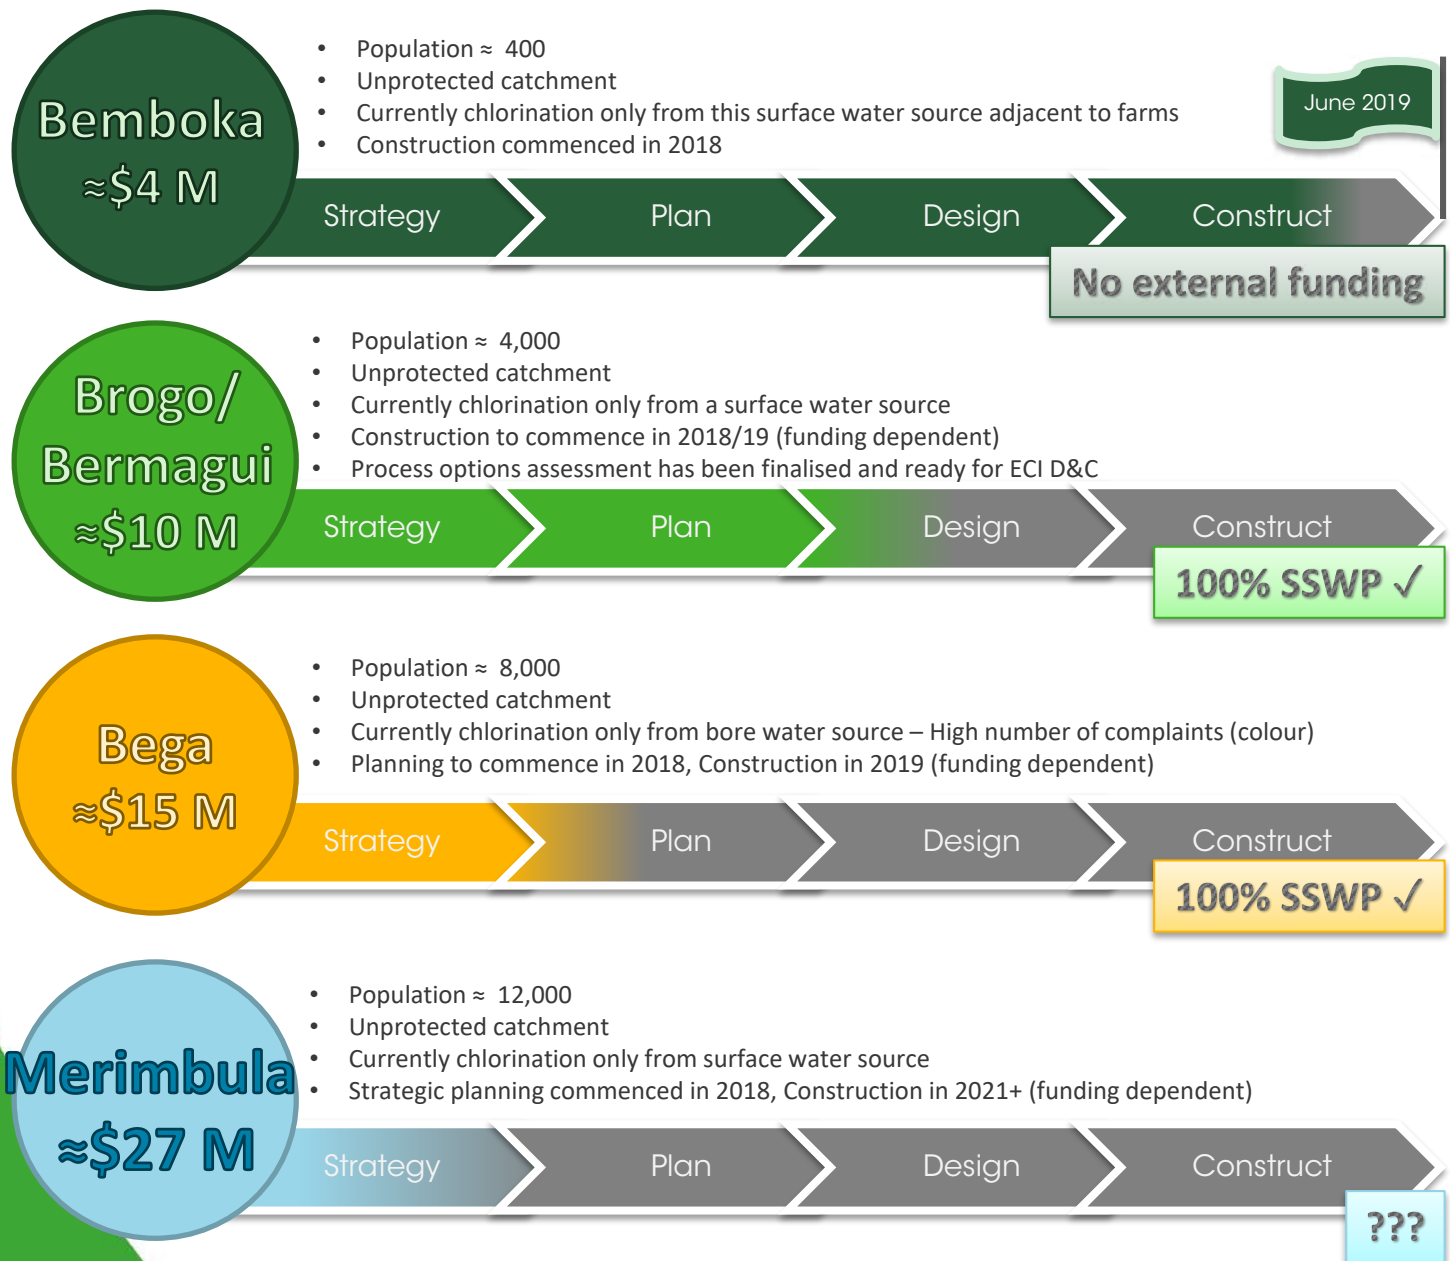 Bemboka
≈$4 M
• Population ≈ 400
• Unprotected catchment
• Currently chlorination only from this surface water source adjacent to farms
• Construction commenced in 2018
June 2019
Strategy Plan Design Construct
No external funding
Brogo/
Bermagui
≈$10 M
• Population ≈ 4,000
• Unprotected catchment
• Currently chlorination only from a surface water source
• Construction to commence in 2018/19 (funding dependent)
• Process options assessment has been finalised and ready for ECI D&C
Strategy Plan Design Construct
100% SSWP ✓
Bega
≈$15 M
• Population ≈ 8,000
• Unprotected catchment
• Currently chlorination only from bore water source – High number of complaints (colour)
• Planning to commence in 2018, Construction in 2019 (funding dependent)
Strategy Plan Design Construct
100% SSWP ✓
Merimbula
≈$27 M
• Population ≈ 12,000
• Unprotected catchment
• Currently chlorination only from surface water source
• Strategic planning commenced in 2018, Construction in 2021+ (funding dependent)
Strategy Plan Design Construct
???